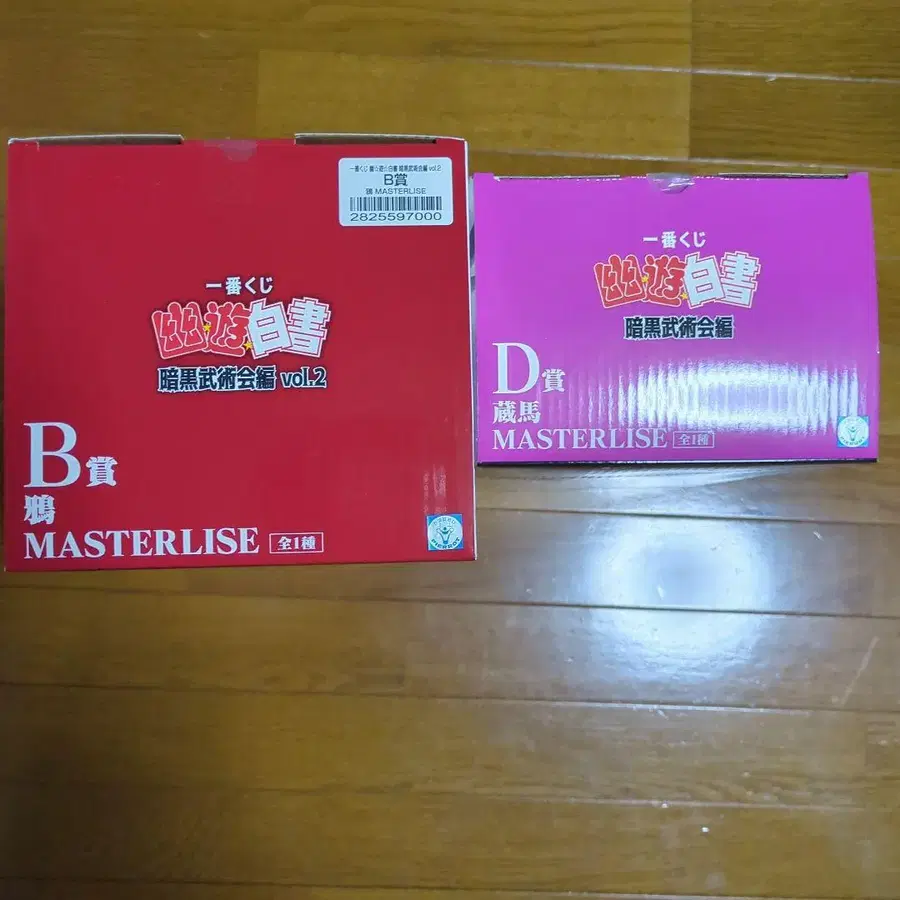 一番くじ 幽☆遊☆白書 暗黒武術会編 vol.2
B賞
鴉 MASTERLISE
2825597000
一番くじ
幽☆遊☆白書
暗黒武術会編 vol.2
B賞
鴉
MASTERLISE 全1種
PIERROT
一番くじ
幽☆遊☆白書
暗黒武術会編
D賞
蔵馬
MASTERLISE 全1種